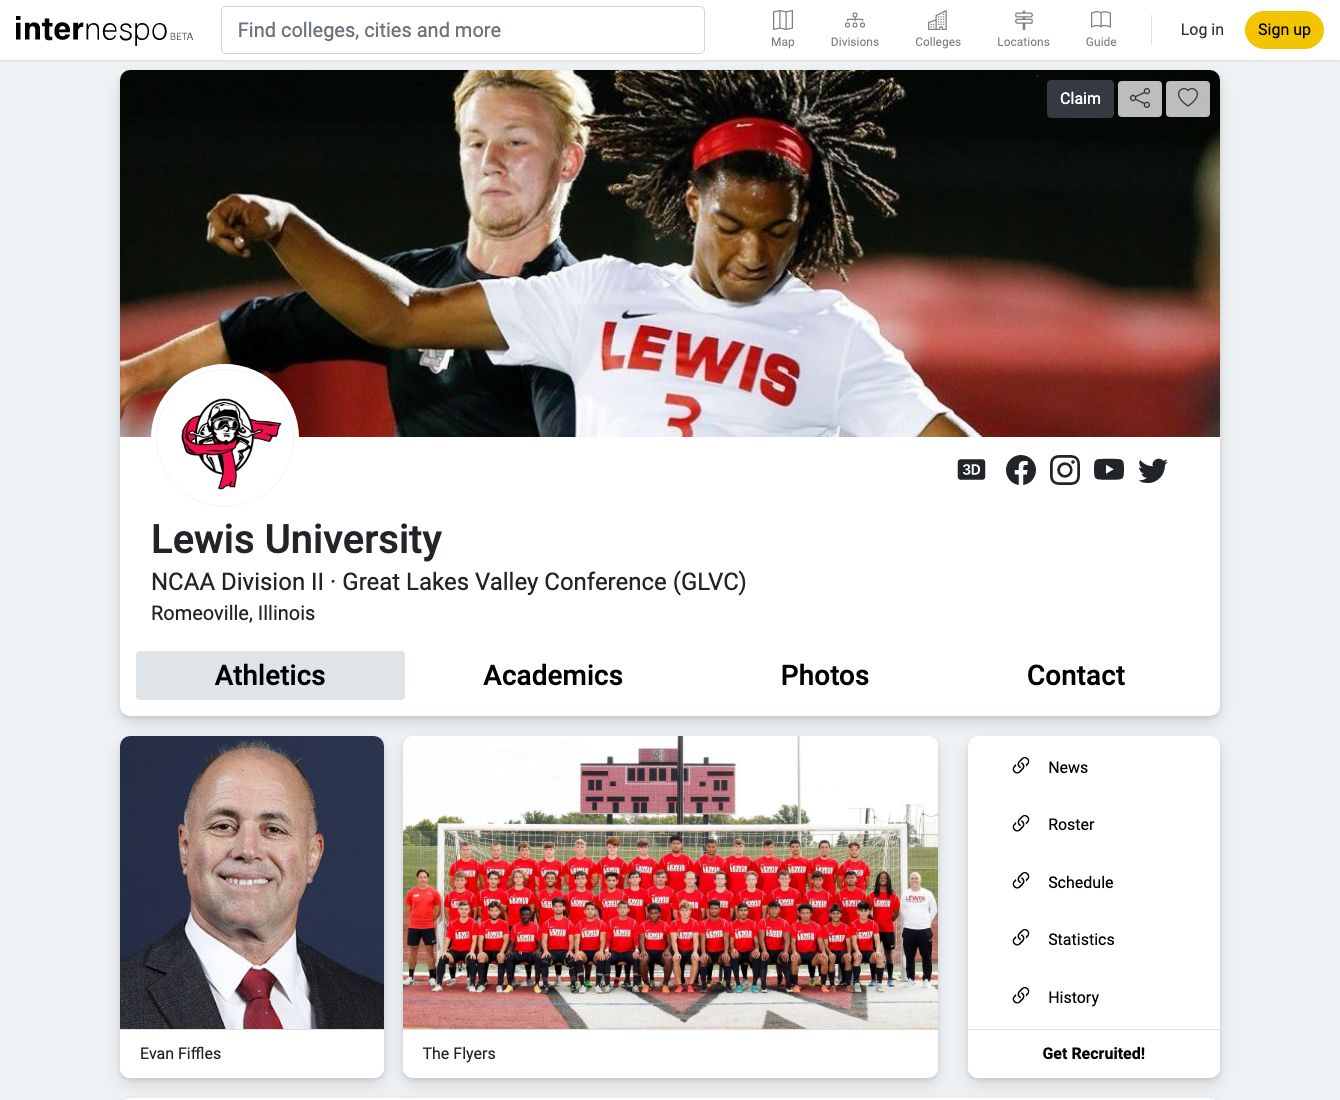 internespo BETA
Find colleges, cities and more
Map
Divisions
Colleges
Locations
Guide
Log in
Sign up
Claim
LEWIS
3
3D
Lewis University
NCAA Division II · Great Lakes Valley Conference (GLVC)
Romeoville, Illinois
Athletics
Academics
Photos
Contact
News
Roster
Schedule
Statistics
History
Evan Fiffles
The Flyers
Get Recruited!